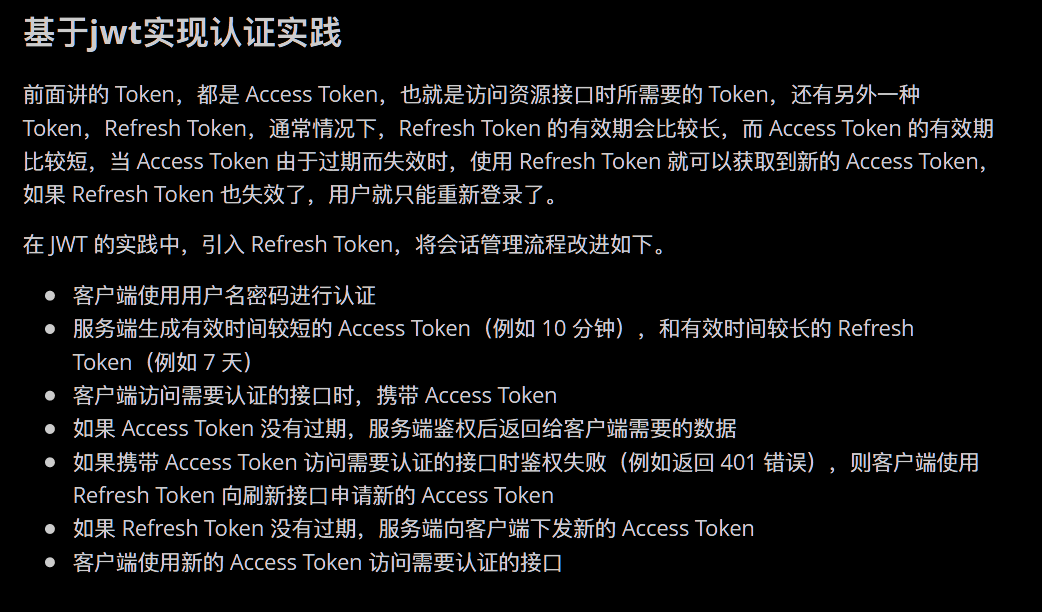 基于jwt实现认证实践
前面讲的 Token，都是 Access Token，也就是访问资源接口时所需要的 Token，还有另外一种
Token，Refresh Token，通常情况下，Refresh Token 的有效期会比较长，而 Access Token 的有效期
比较短，当 Access Token 由于过期而失效时，使用 Refresh Token 就可以获取到新的 Access Token，
如果 Refresh Token 也失效了，用户就只能重新登录了。
在 JWT 的实践中，引入 Refresh Token，将会话管理流程改进如下。
● 客户端使用用户名密码进行认证
● 服务端生成有效时间较短的 Access Token（例如 10 分钟），和有效时间较长的 Refresh
Token（例如 7 天）
● 客户端访问需要认证的接口时，携带 Access Token
● 如果 Access Token 没有过期，服务端鉴权后返回给客户端需要的数据
● 如果携带 Access Token 访问需要认证的接口时鉴权失败（例如返回 401 错误），则客户端使用
Refresh Token 向刷新接口申请新的 Access Token
● 如果 Refresh Token 没有过期，服务端向客户端下发新的 Access Token
● 客户端使用新的 Access Token 访问需要认证的接口